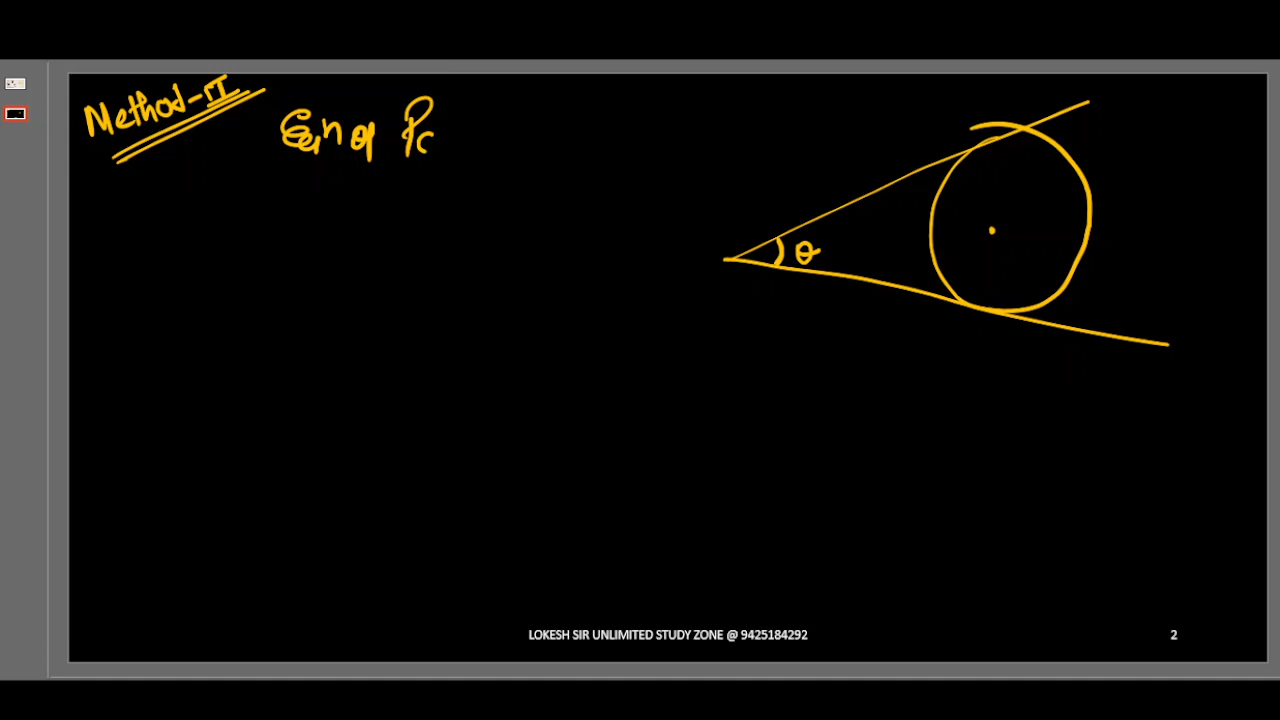 Method-II
Eqn of Pc
θ
LOKESH SIR UNLIMITED STUDY ZONE @ 9425184292
2